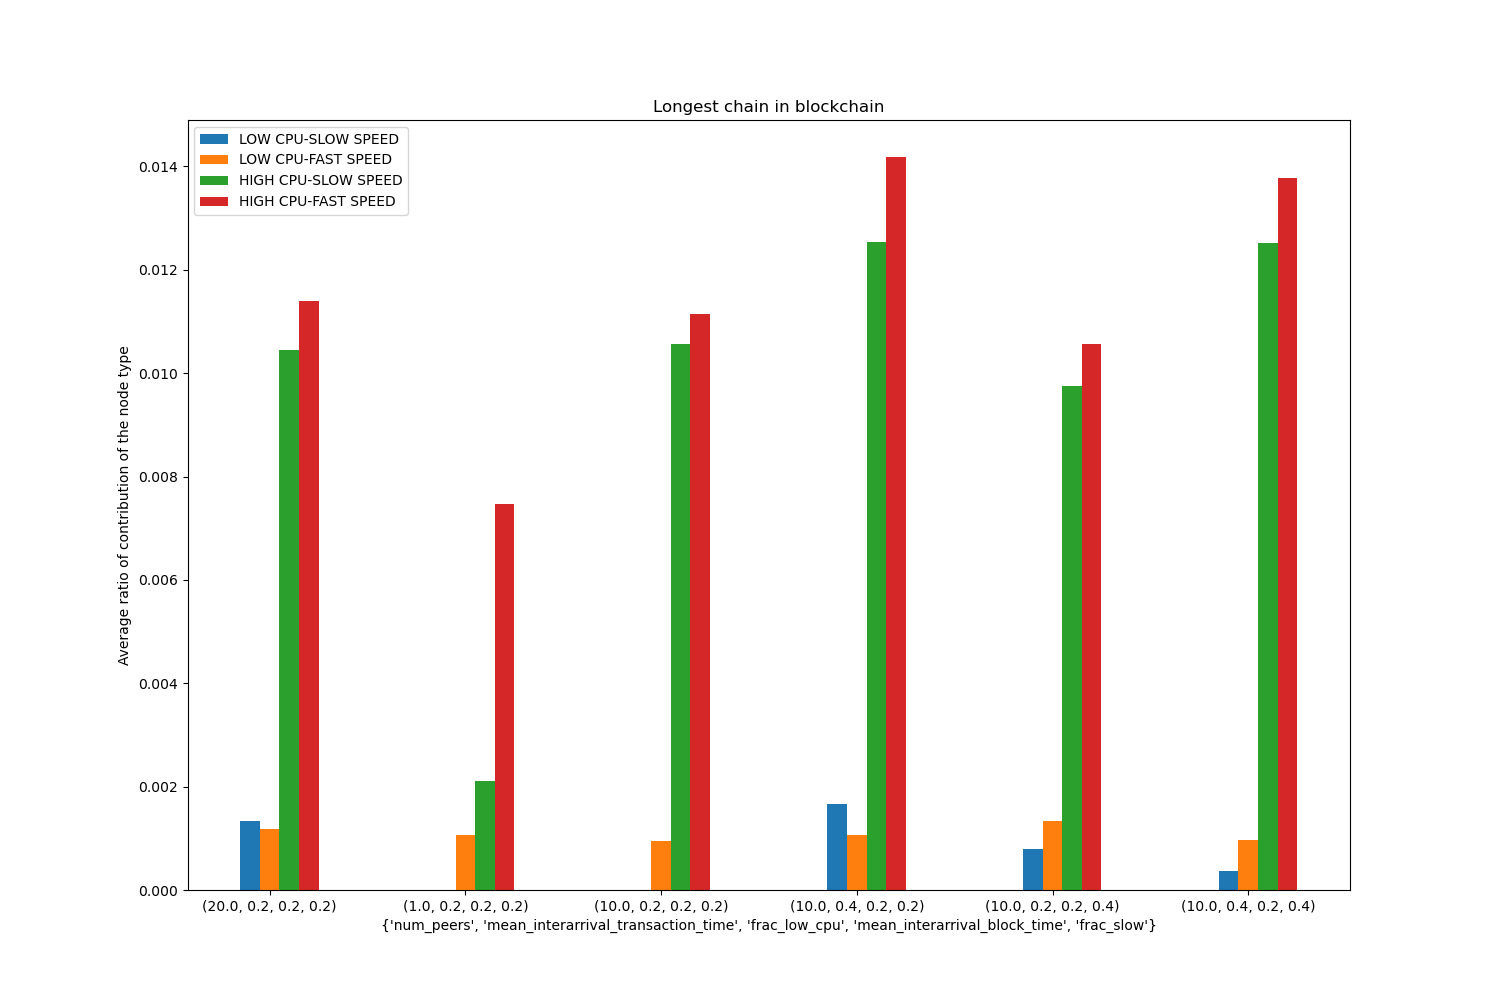 Longest chain in blockchain
LOW CPU-SLOW SPEED
LOW CPU-FAST SPEED
HIGH CPU-SLOW SPEED
HIGH CPU-FAST SPEED
Average ratio of contribution of the node type
0.014
0.012
0.010
0.008
0.006
0.004
0.002
0.000
(20.0, 0.2, 0.2, 0.2) (1.0, 0.2, 0.2, 0.2) (10.0, 0.2, 0.2, 0.2) (10.0, 0.4, 0.2, 0.2) (10.0, 0.2, 0.2, 0.4) (10.0, 0.4, 0.2, 0.4)
{'num_peers', 'mean_interarrival_transaction_time', 'frac_low_cpu', 'mean_interarrival_block_time', 'frac_slow'}